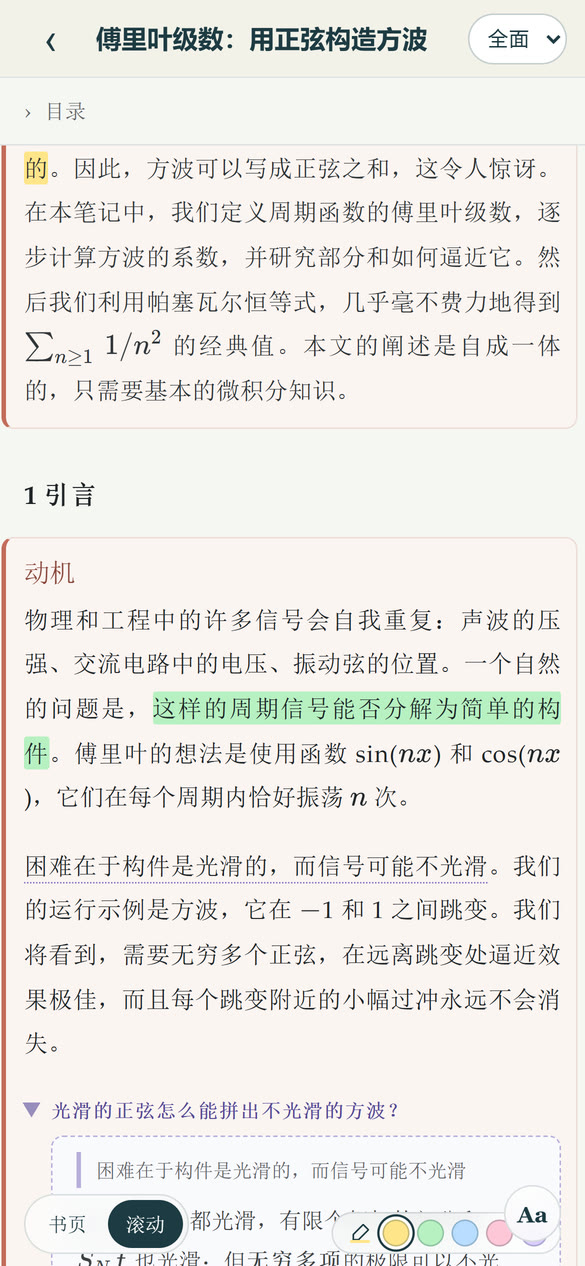 ‹ 傅里叶级数：用正弦构造方波 全面
› 目录
的。因此，方波可以写成正弦之和，这令人惊讶。
在本笔记中，我们定义周期函数的傅里叶级数，逐
步计算方波的系数，并研究部分和如何逼近它。然
后我们利用帕塞瓦尔恒等式，几乎毫不费力地得到
∑_{n≥1} 1/n² 的经典值。本文的阐述是自成一体
的，只需要基本的微积分知识。
1 引言
动机
物理和工程中的许多信号会自我重复：声波的压
强、交流电路中的电压、振动弦的位置。一个自然
的问题是，这样的周期信号能否分解为简单的构
件。傅里叶的想法是使用函数 sin(nx) 和 cos(nx
)，它们在每个周期内恰好振荡 n 次。
困难在于构件是光滑的，而信号可能不光滑。我们
的运行示例是方波，它在 −1 和 1 之间跳变。我们
将看到，需要无穷多个正弦，在远离跳变处逼近效
果极佳，而且每个跳变附近的小幅过冲永远不会消
失。
▼ 光滑的正弦怎么能拼出不光滑的方波？
困难在于构件是光滑的，而信号可能不光滑
都光滑，有限个
书页 滚动 Aa
S_N f 也光滑；但无穷多项的极限可以不光